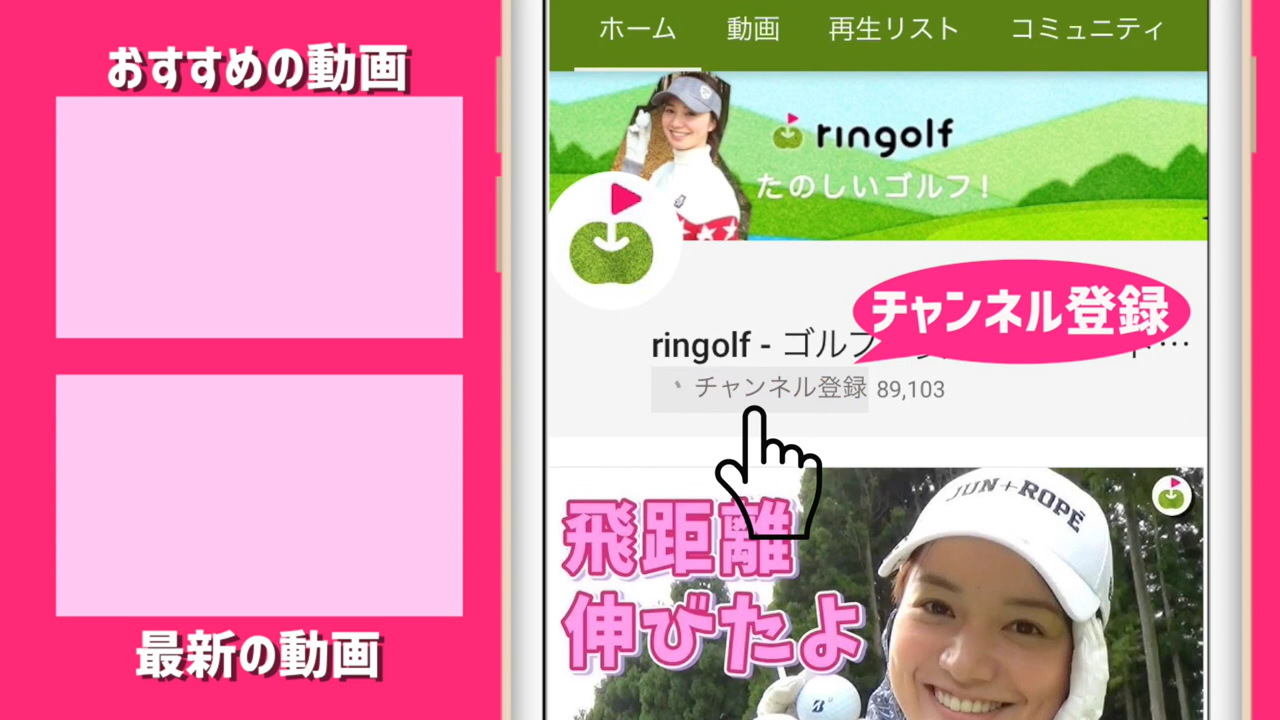 おすすめの動画
最新の動画
ホーム 動画 再生リスト コミュニティ
ringolf
たのしいゴルフ!
チャンネル登録
ringolf - ゴルフ
チャンネル登録 89,103
JUN+ROPÉ
飛距離
伸びたよ
B